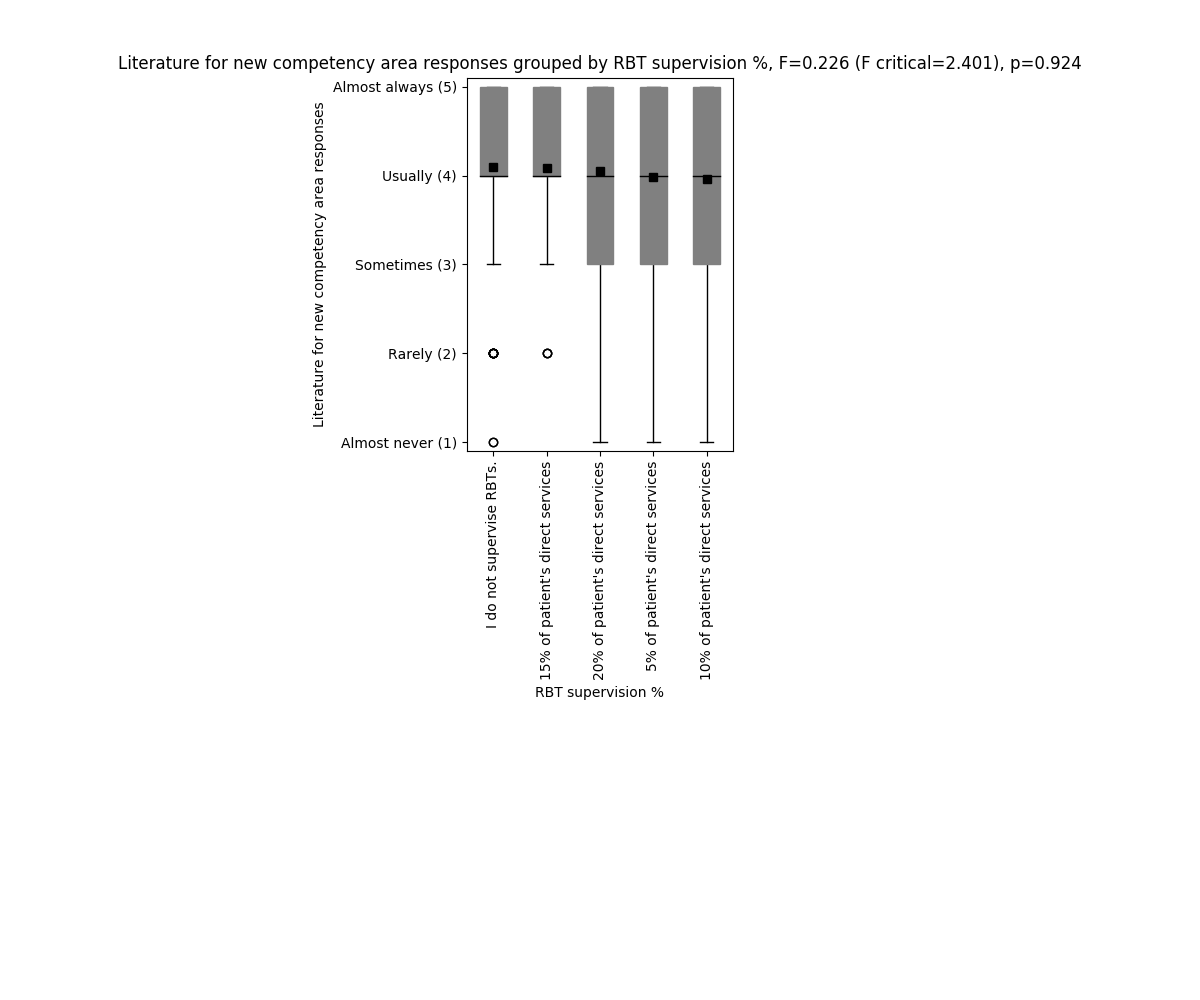 Literature for new competency area responses grouped by RBT supervision %, F=0.226 (F critical=2.401), p=0.924
Literature for new competency area responses
Almost always (5)
Usually (4)
Sometimes (3)
Rarely (2)
Almost never (1)
I do not supervise RBTs.
15% of patient's direct services
20% of patient's direct services
5% of patient's direct services
10% of patient's direct services
RBT supervision %